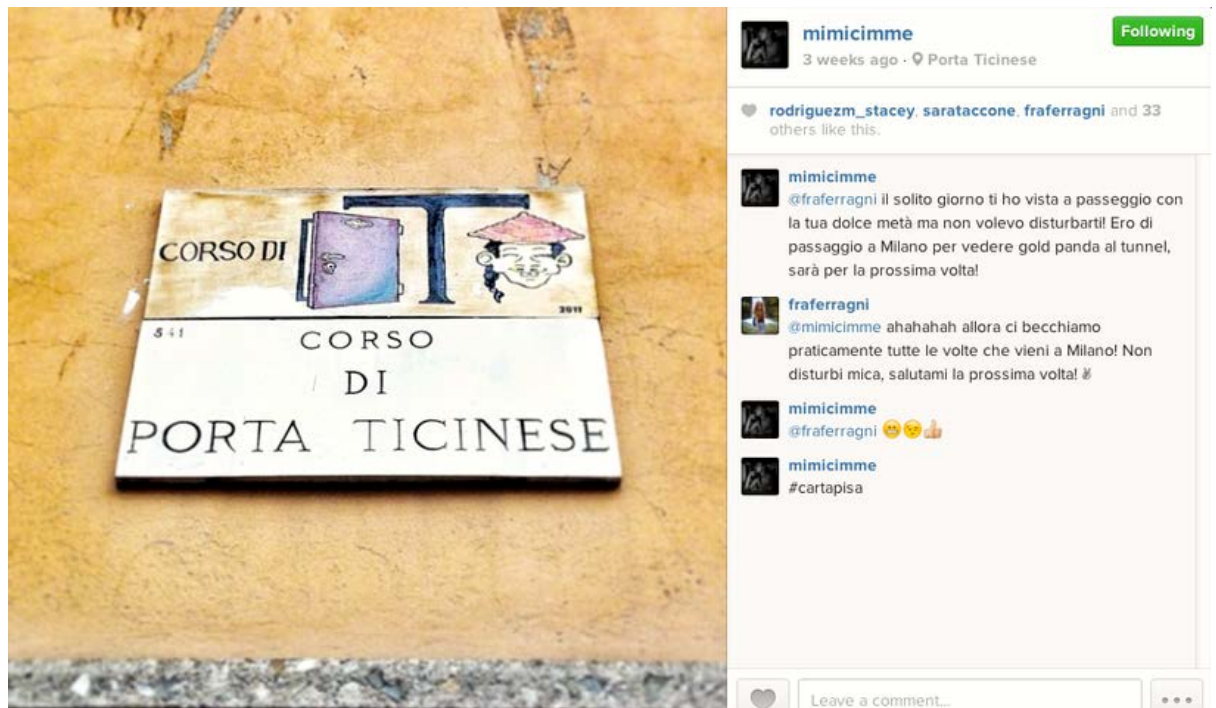 CORSO DI T
2011
541
CORSO
DI
PORTA TICINESE
mimicimme
Following
3 weeks ago · Porta Ticinese
rodriguezm_stacey, sarataccone, fraferragni and 33
others like this.
mimicimme
@fraferragni il solito giorno ti ho vista a passeggio con
la tua dolce metà ma non volevo disturbarti! Ero di
passaggio a Milano per vedere gold panda al tunnel,
sarà per la prossima volta!
fraferragni
@mimicimme ahahahah allora ci becchiamo
praticamente tutte le volte che vieni a Milano! Non
disturbi mica, salutami la prossima volta! ✌
mimicimme
@fraferragni 😁😏👍
mimicimme
#cartapisa
Leave a comment...